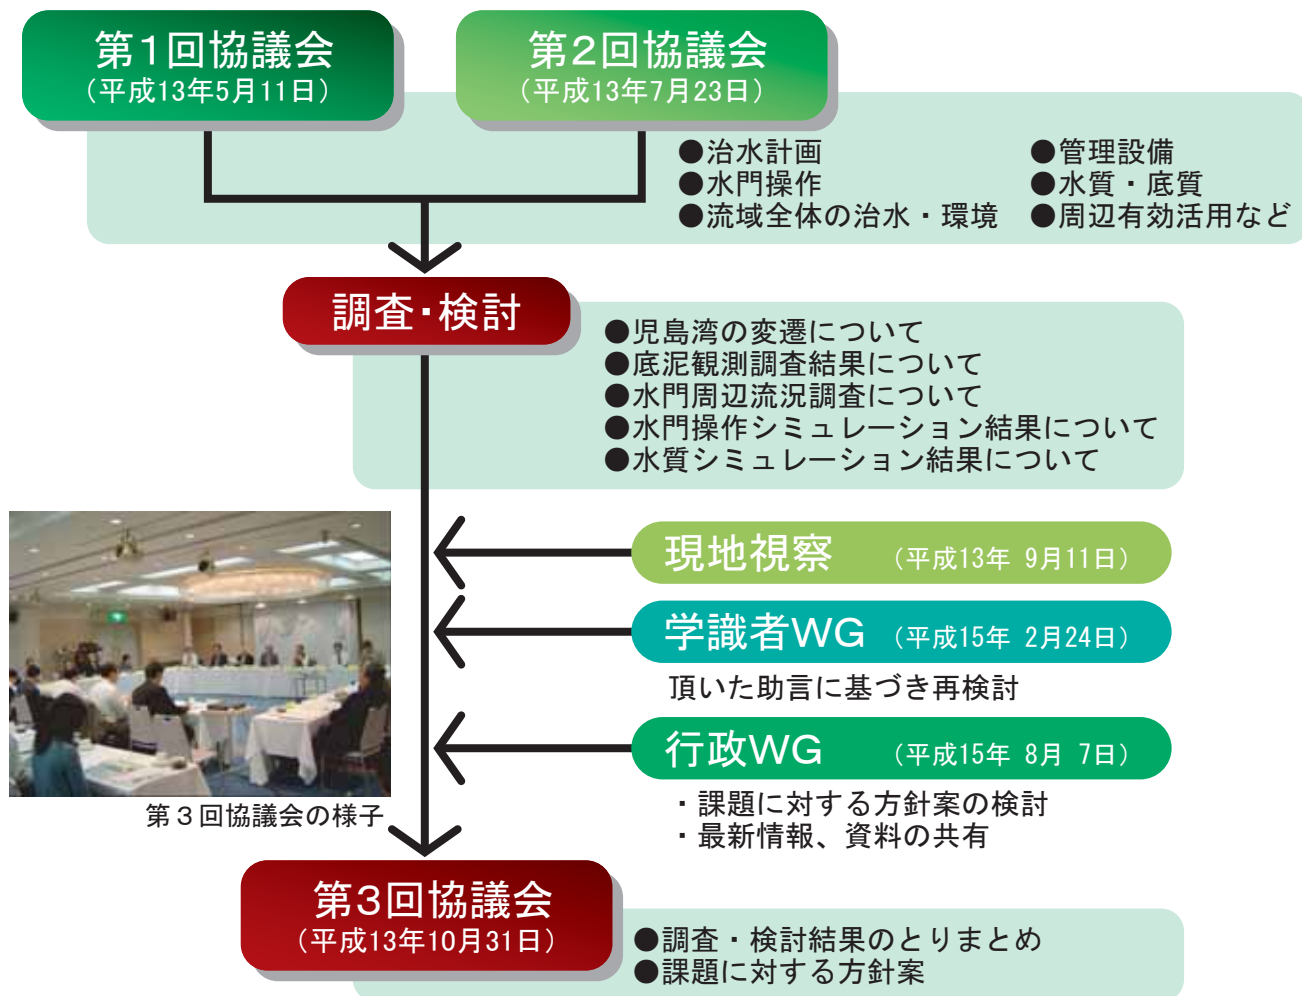 第1回協議会
（平成13年5月11日）
第2回協議会
（平成13年7月23日）
●治水計画
●水門操作
●流域全体の治水・環境
●管理設備
●水質・底質
●周辺有効活用など
調査・検討
●児島湾の変遷について
●底泥観測調査結果について
●水門周辺流況調査について
●水門操作シミュレーション結果について
●水質シミュレーション結果について
現地視察 （平成13年 9月11日）
学識者WG （平成15年 2月24日）
頂いた助言に基づき再検討
行政WG （平成15年 8月 7日）
・課題に対する方針案の検討
・最新情報、資料の共有
第３回協議会の様子
第3回協議会
（平成13年10月31日）
●調査・検討結果のとりまとめ
●課題に対する方針案